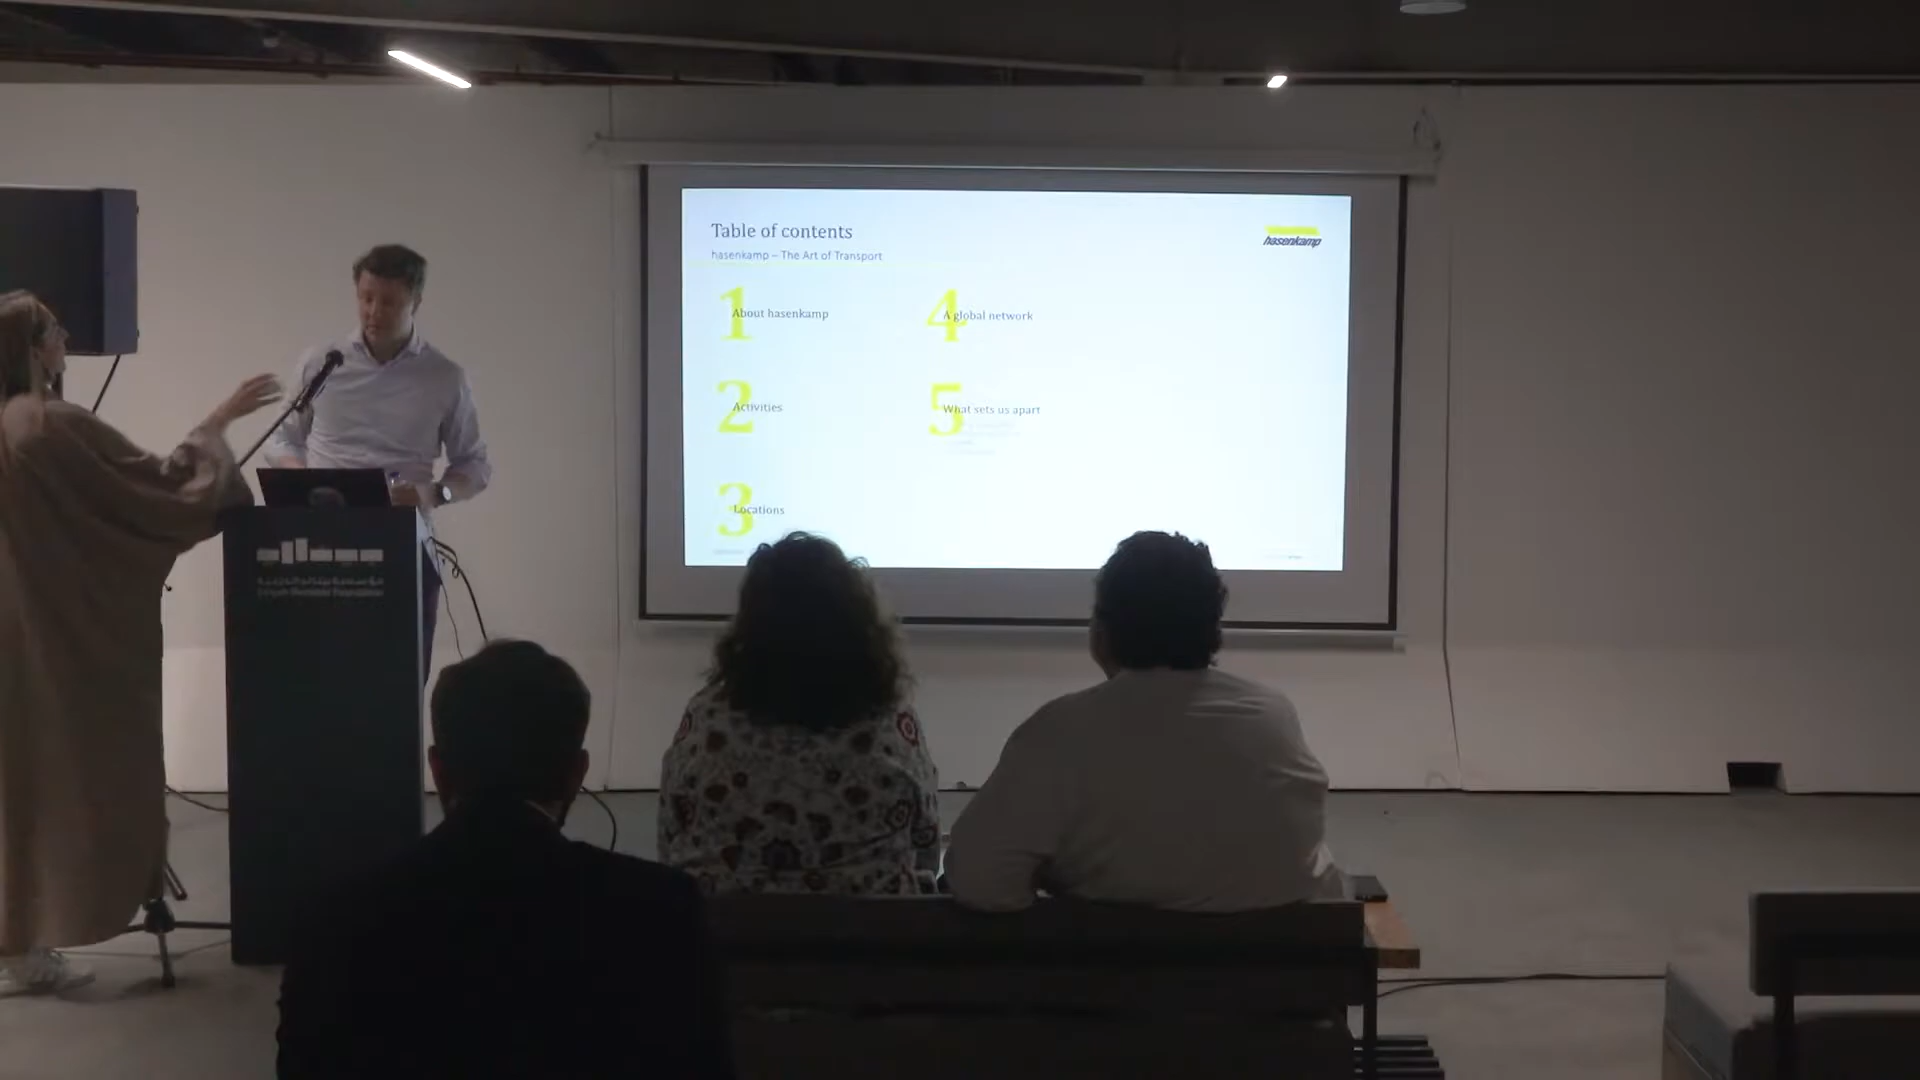 Table of contents
hasenkamp – The Art of Transport
hasenkamp
1 About hasenkamp
2 Activities
3 Locations
4 A global network
5 What sets us apart
Foundation